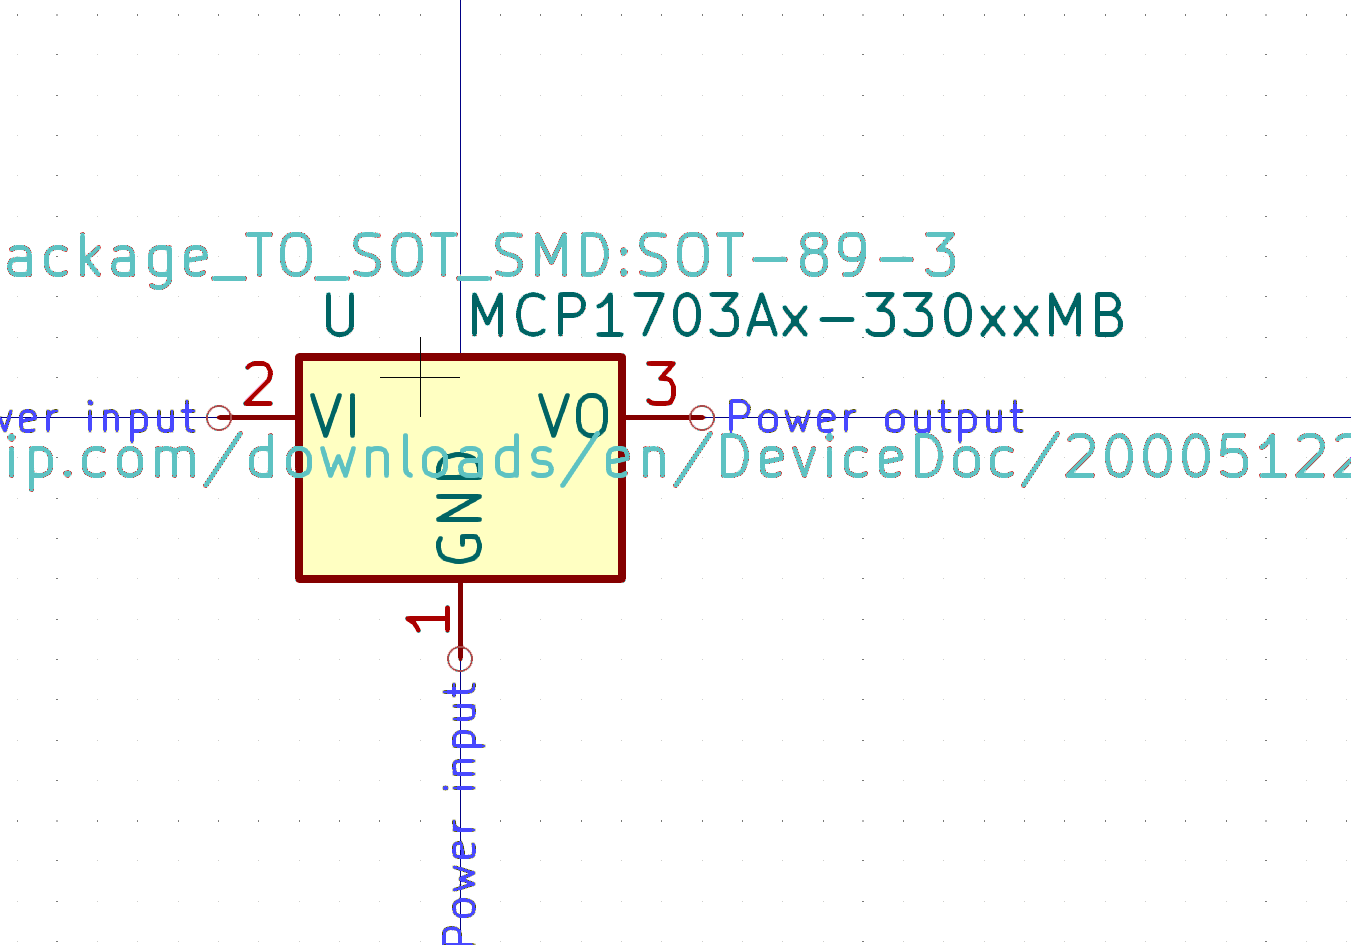 ackage_TO_SOT_SMD:SOT-89-3
U MCP1703Ax-330xxMB
2 3
wer input VI VO Power output
ip.com/downloads/en/DeviceDoc/20005122
GND
1
Power input